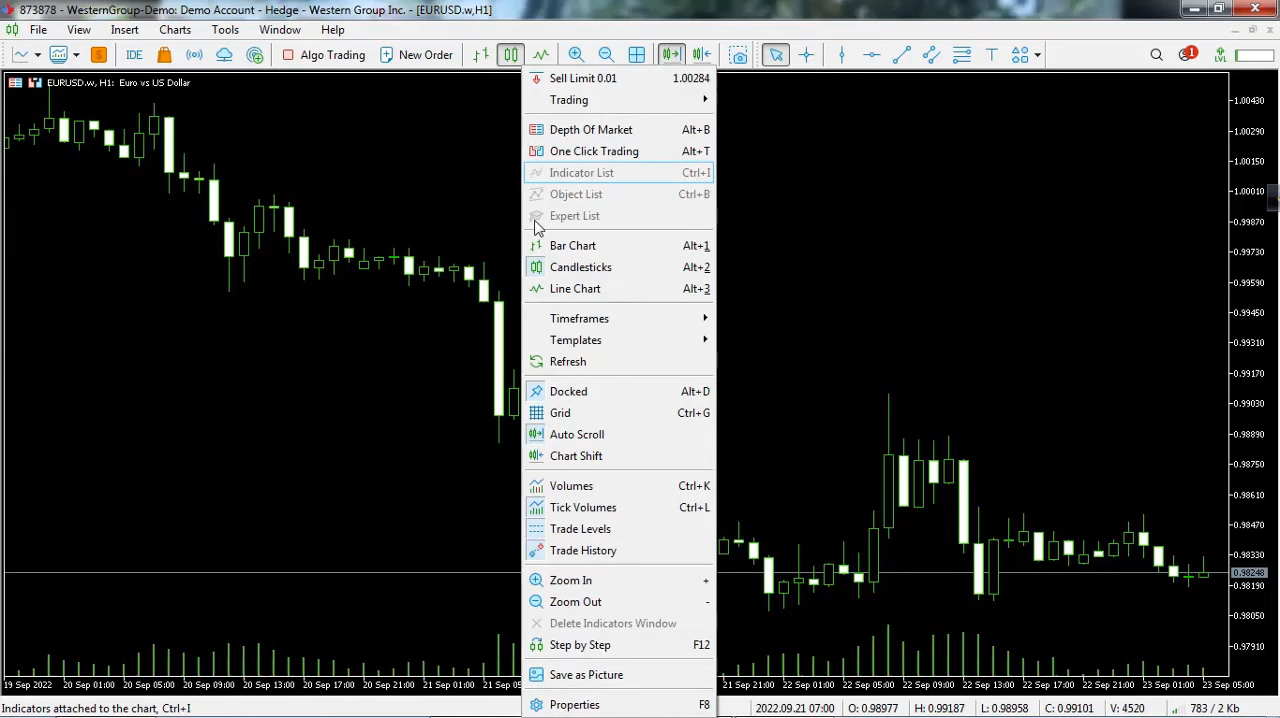 873878 - WesternGroup-Demo: Demo Account - Hedge - Western Group Inc. - [EURUSD.w,H1]
File View Insert Charts Tools Window Help
IDE Algo Trading New Order 1 LVL
EURUSD.w, H1: Euro vs US Dollar
Sell Limit 0.01 1.00284
Trading
Depth Of Market Alt+B
One Click Trading Alt+T
Indicator List Ctrl+I
Object List Ctrl+B
Expert List
Bar Chart Alt+1
Candlesticks Alt+2
Line Chart Alt+3
Timeframes
Templates
Refresh
Docked Alt+D
Grid Ctrl+G
Auto Scroll
Chart Shift
Volumes Ctrl+K
Tick Volumes Ctrl+L
Trade Levels
Trade History
Zoom In +
Zoom Out -
Delete Indicators Window
Step by Step F12
Save as Picture
Properties F8
1.00430
1.00290
1.00150
1.00010
0.99870
0.99730
0.99590
0.99450
0.99310
0.99170
0.99030
0.98890
0.98750
0.98610
0.98470
0.98330
0.98248
0.98190
0.98050
0.97910
19 Sep 2022 20 Sep 01:00 20 Sep 05:00 20 Sep 09:00 20 Sep 13:00 20 Sep 17:00 20 Sep 21:00 21 Sep 01:00 21 Sep 05 21 Sep 21:00 22 Sep 01:00 22 Sep 05:00 22 Sep 09:00 22 Sep 13:00 22 Sep 17:00 22 Sep 21:00 23 Sep 01:00 23 Sep 05:00
Indicators attached to the chart, Ctrl+I 2022.09.21 07:00 O: 0.98977 H: 0.99187 L: 0.98958 C: 0.99101 V: 4520 783 / 2 Kb